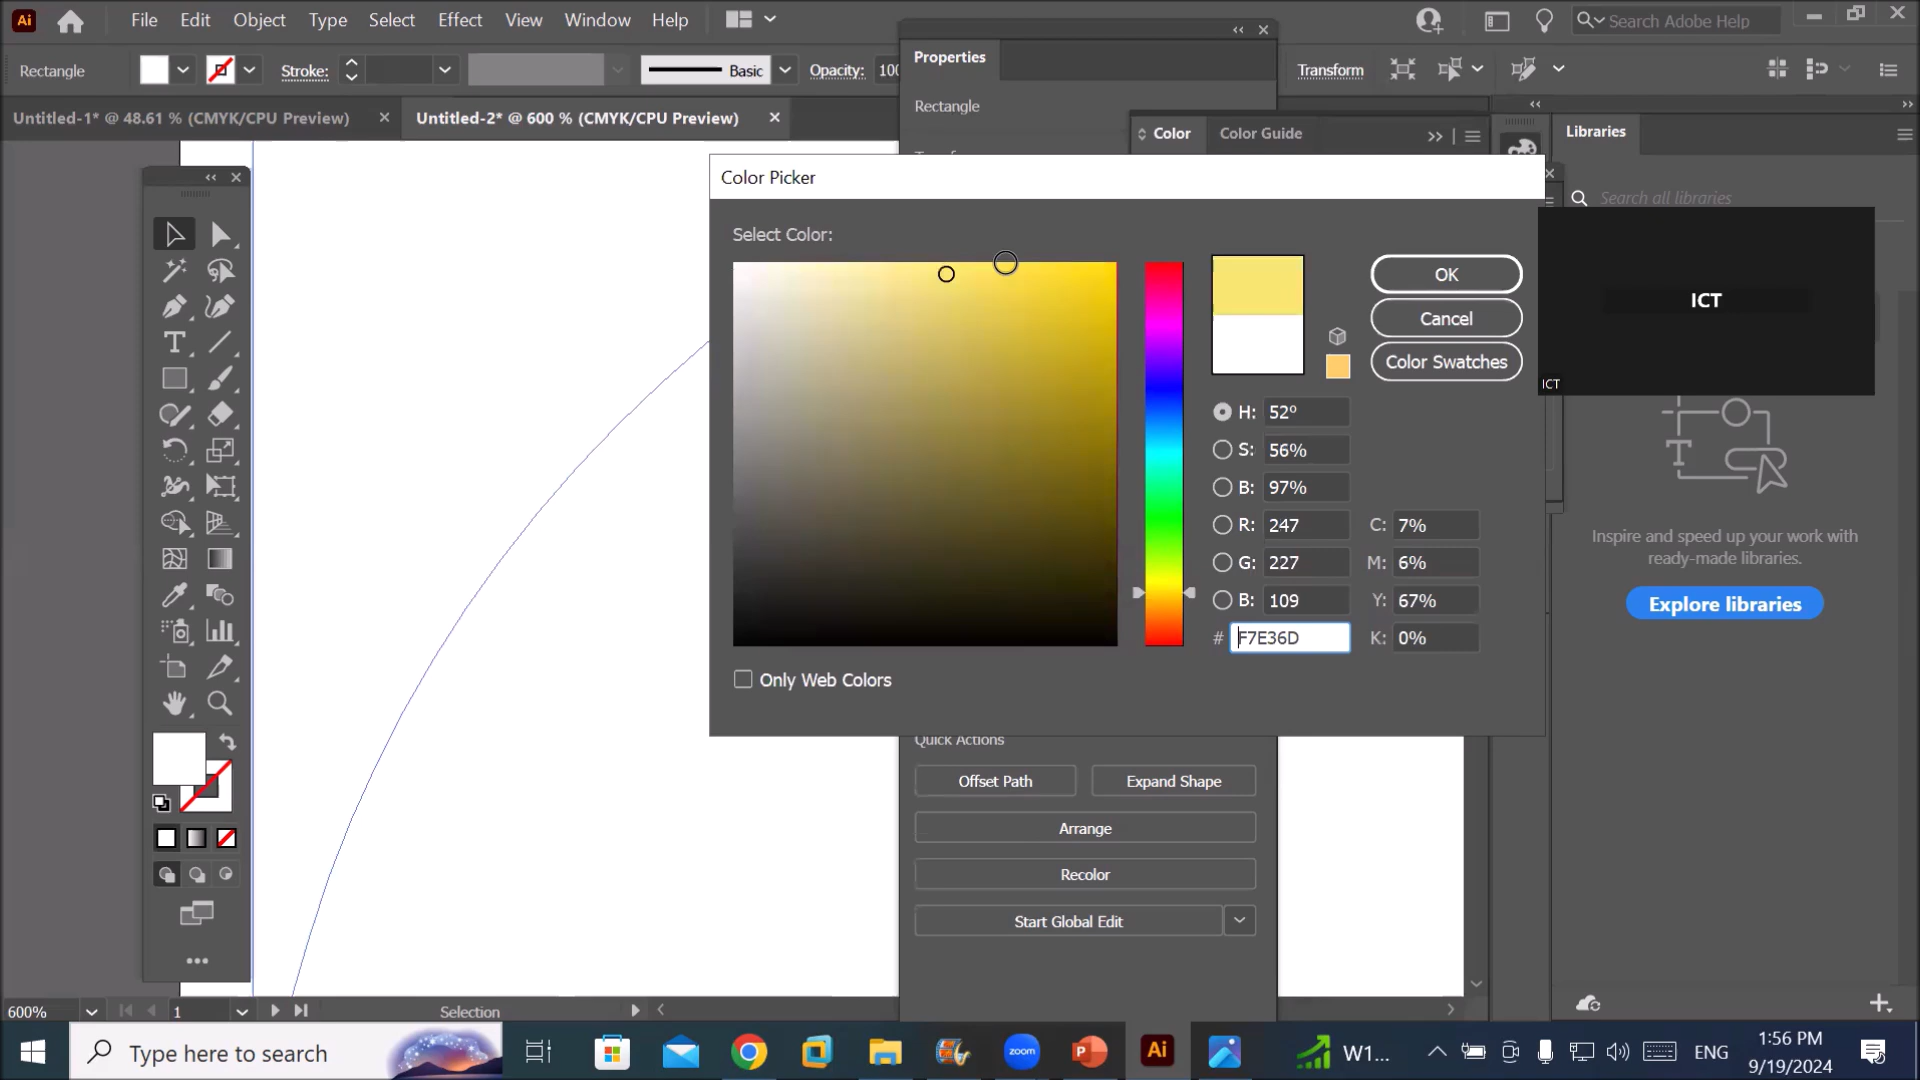 Ai File Edit Object Type Select Effect View Window Help Search Adobe Help
Rectangle Stroke: Basic Opacity: 100 Transform
Properties
Rectangle
Untitled-1* @ 48.61 % (CMYK/CPU Preview) Untitled-2* @ 600 % (CMYK/CPU Preview)
Color Color Guide
Libraries
Search all libraries
Color Picker
Select Color:
OK
Cancel
Color Swatches
H: 52°
S: 56%
B: 97%
R: 247 C: 7%
G: 227 M: 6%
B: 109 Y: 67%
# F7E36D K: 0%
Only Web Colors
ICT
ICT
Inspire and speed up your work with
ready-made libraries.
Explore libraries
Quick Actions
Offset Path Expand Shape
Arrange
Recolor
Start Global Edit
600% 1 Selection
Type here to search
zoom
Ai
W1...
ENG
1:56 PM
9/19/2024